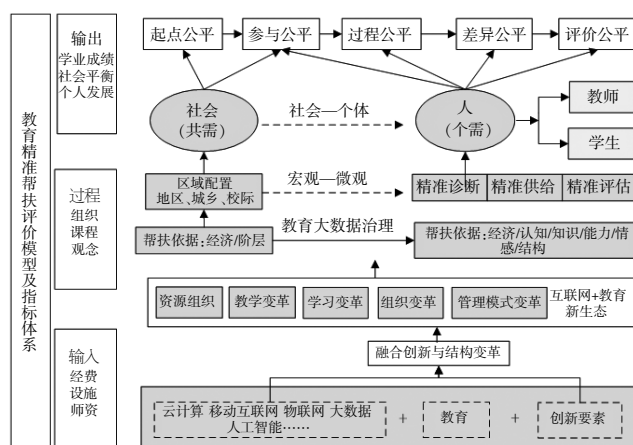 教育精准帮扶评价模型及指标体系
输出
学业成绩
社会平衡
个人发展
过程
组织
课程
观念
输入
经费
设施
师资
起点公平
参与公平
过程公平
差异公平
评价公平
社会
(共需)
社会—个体
人
(个需)
教师
学生
区域配置
地区、城乡、校际
宏观—微观
精准诊断
精准供给
精准评估
帮扶依据:经济/阶层
教育大数据治理
帮扶依据:经济/认知/知识/能力/情
感/结构
资源组织
教学变革
学习变革
组织变革
管理模式变革
互联网+教育
新生态
融合创新与结构变革
云计算 移动互联网 物联网 大数据
人工智能……
+
教育
+
创新要素